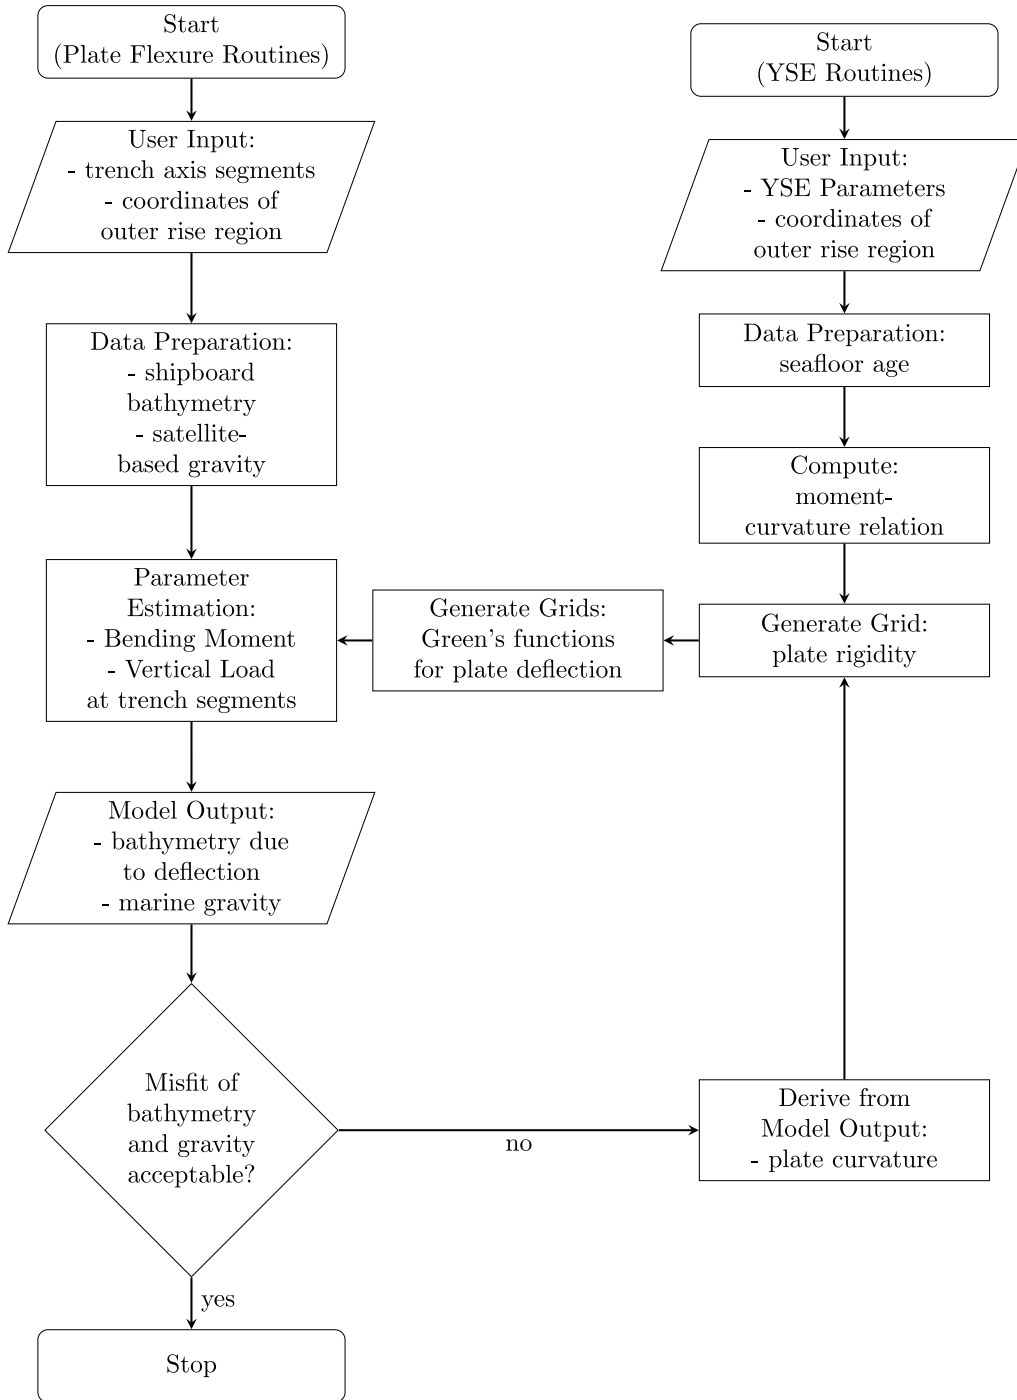 Start
(Plate Flexure Routines)
User Input:
- trench axis segments
- coordinates of
outer rise region
Data Preparation:
- shipboard
bathymetry
- satellite-
based gravity
Parameter
Estimation:
- Bending Moment
- Vertical Load
at trench segments
Model Output:
- bathymetry due
to deflection
- marine gravity
Misfit of
bathymetry
and gravity
acceptable?
yes
Stop
no
Start
(YSE Routines)
User Input:
- YSE Parameters
- coordinates of
outer rise region
Data Preparation:
seafloor age
Compute:
moment-
curvature relation
Generate Grid:
plate rigidity
Generate Grids:
Green's functions
for plate deflection
Derive from
Model Output:
- plate curvature